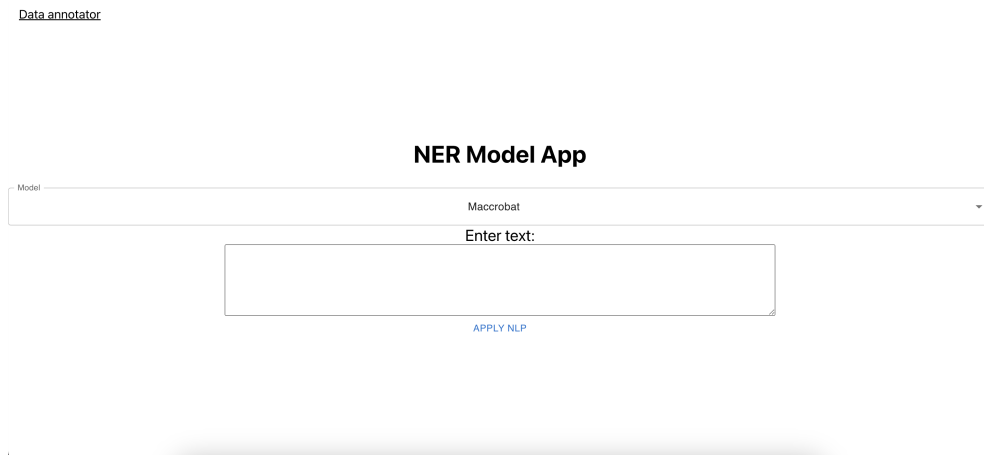 Data annotator
NER Model App
Model
Maccrobat
Enter text:
APPLY NLP